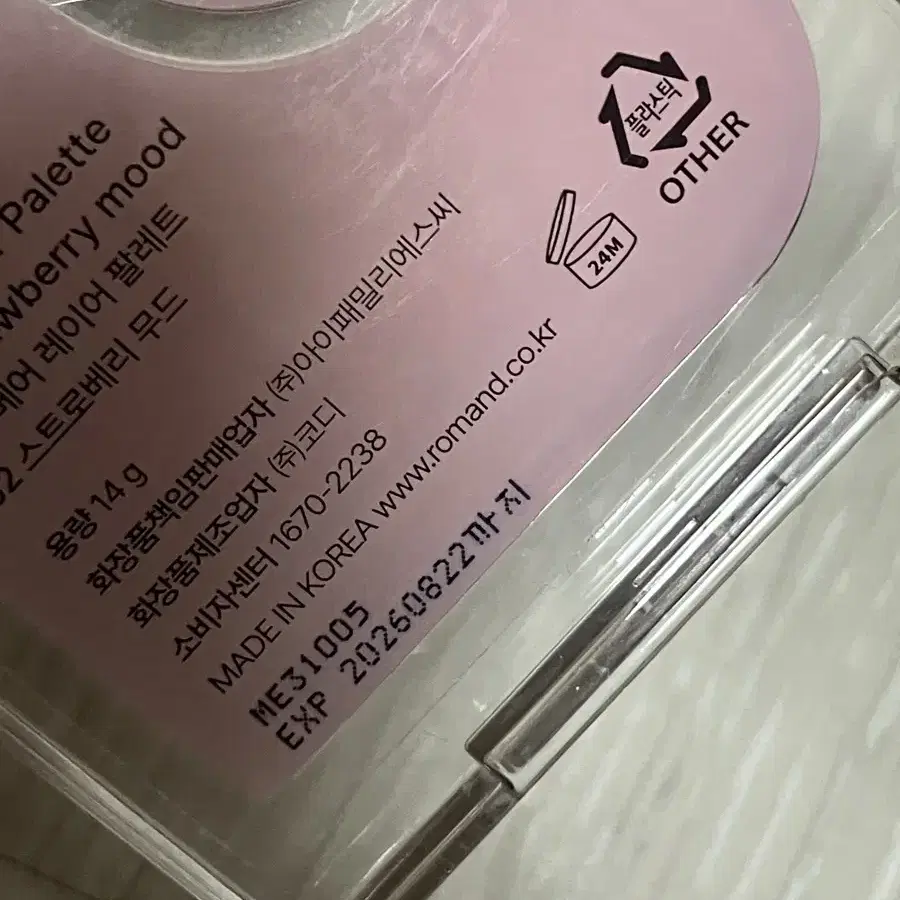 Palette
wberry mood
베어 레이어 팔레트
02 스트로베리 무드
용량 14 g
화장품책임판매업자 (주)아이패밀리에스씨
화장품제조업자 (주)코디
소비자센터 1670-2238
MADE IN KOREA www.romand.co.kr
ME31005
EXP 20260822까지
24M
플라스틱
OTHER